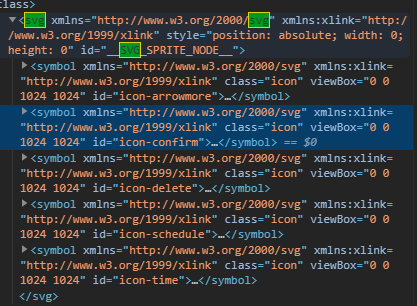 class>
▼<svg xmlns="http://www.w3.org/2000/svg" xmlns:xlink="http:/
/www.w3.org/1999/xlink" style="position: absolute; width: 0;
height: 0" id="__SVG_SPRITE_NODE__">
▶<symbol xmlns="http://www.w3.org/2000/svg" xmlns:xlink=
"http://www.w3.org/1999/xlink" class="icon" viewBox="0 0
1024 1024" id="icon-arrowmore">…</symbol>
▶<symbol xmlns="http://www.w3.org/2000/svg" xmlns:xlink=
"http://www.w3.org/1999/xlink" class="icon" viewBox="0 0
1024 1024" id="icon-confirm">…</symbol> == $0
▶<symbol xmlns="http://www.w3.org/2000/svg" xmlns:xlink=
"http://www.w3.org/1999/xlink" class="icon" viewBox="0 0
1024 1024" id="icon-delete">…</symbol>
▶<symbol xmlns="http://www.w3.org/2000/svg" xmlns:xlink=
"http://www.w3.org/1999/xlink" class="icon" viewBox="0 0
1024 1024" id="icon-schedule">…</symbol>
▶<symbol xmlns="http://www.w3.org/2000/svg" xmlns:xlink=
"http://www.w3.org/1999/xlink" class="icon" viewBox="0 0
1024 1024" id="icon-time">…</symbol>
</svg>